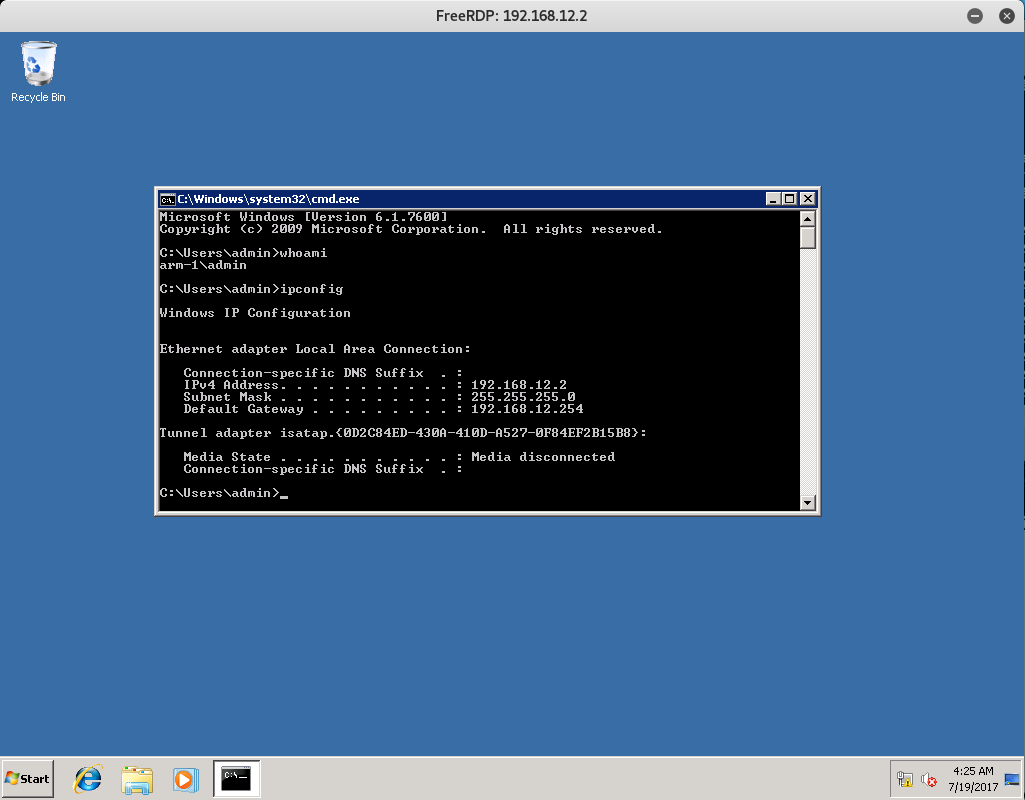 FreeRDP: 192.168.12.2
Recycle Bin
C:\Windows\system32\cmd.exe
Microsoft Windows [Version 6.1.7600]
Copyright (c) 2009 Microsoft Corporation.  All rights reserved.
C:\Users\admin>whoami
arm-1\admin
C:\Users\admin>ipconfig
Windows IP Configuration
Ethernet adapter Local Area Connection:
   Connection-specific DNS Suffix  . :
   IPv4 Address. . . . . . . . . . . : 192.168.12.2
   Subnet Mask . . . . . . . . . . . : 255.255.255.0
   Default Gateway . . . . . . . . . : 192.168.12.254
Tunnel adapter isatap.{0D2C84ED-430A-410D-A527-0F84EF2B15B8}:
   Media State . . . . . . . . . . . : Media disconnected
   Connection-specific DNS Suffix  . :
C:\Users\admin>_
Start
4:25 AM
7/19/2017